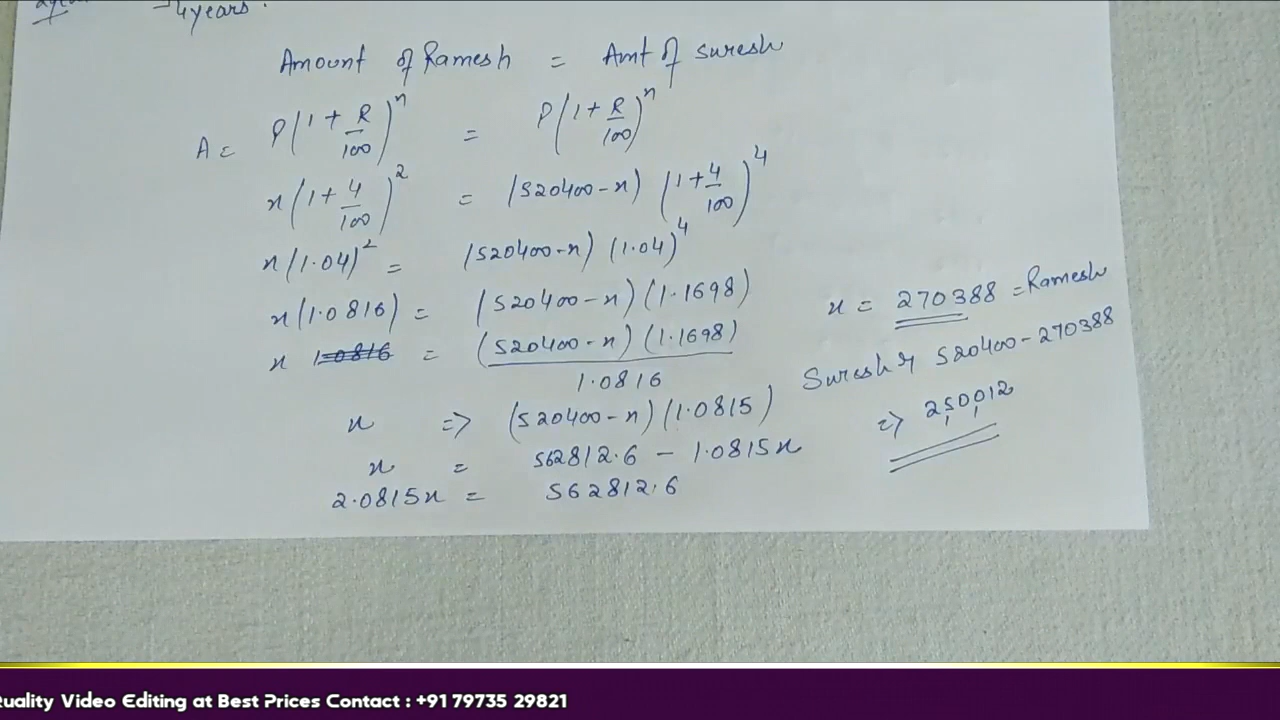 4years.
Amount of Ramesh = Amt of suresh
A = P(1 + R/100)^n = P(1 + R/100)^n
x(1 + 4/100)^2 = (520400 - x) (1 + 4/100)^4
x(1.04)^2 = (520400 - x) (1.04)^4
x(1.0816) = (520400 - x) (1.1698)
x 1.0816 = (520400 - x) (1.1698) / 1.0816
x => (520400 - x) (1.0815)
x = 562812.6 - 1.0815x
2.0815x = 562812.6
x = 270388 = Ramesh
Suresh 520400 - 270388
=> 250012
uality Video Editing at Best Prices Contact : +91 79735 29821